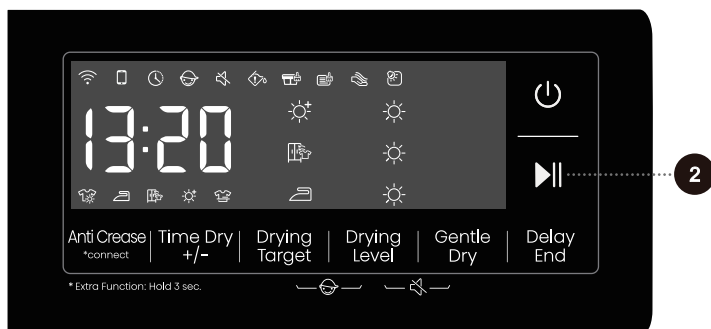 13:20
2
Anti Crease Time Dry Drying Drying Gentle Delay
*connect +/- Target Level Dry End
* Extra Function: Hold 3 sec.